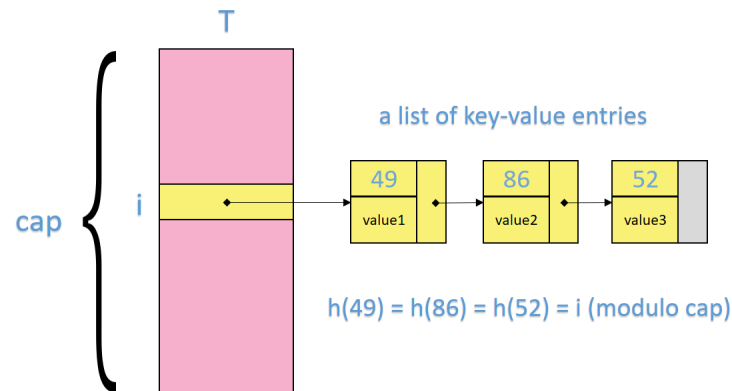 T
a list of key-value entries
49 86 52
i
cap
value1 value2 value3
h(49) = h(86) = h(52) = i (modulo cap)